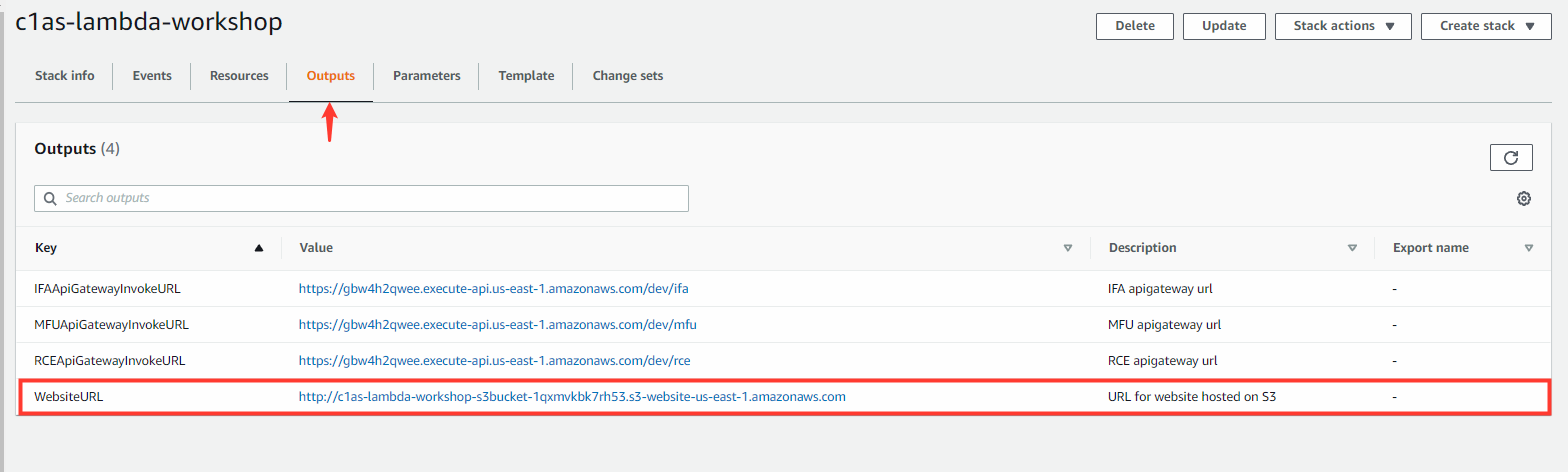 c1as-lambda-workshop
Delete Update Stack actions Create stack
Stack info Events Resources Outputs Parameters Template Change sets
Outputs (4)
Search outputs
Key Value Description Export name
IFAApiGatewayInvokeURL https://gbw4h2qwee.execute-api.us-east-1.amazonaws.com/dev/ifa IFA apigateway url -
MFUApiGatewayInvokeURL https://gbw4h2qwee.execute-api.us-east-1.amazonaws.com/dev/mfu MFU apigateway url -
RCEApiGatewayInvokeURL https://gbw4h2qwee.execute-api.us-east-1.amazonaws.com/dev/rce RCE apigateway url -
WebsiteURL http://c1as-lambda-workshop-s3bucket-1qxmvkbk7rh53.s3-website-us-east-1.amazonaws.com URL for website hosted on S3 -